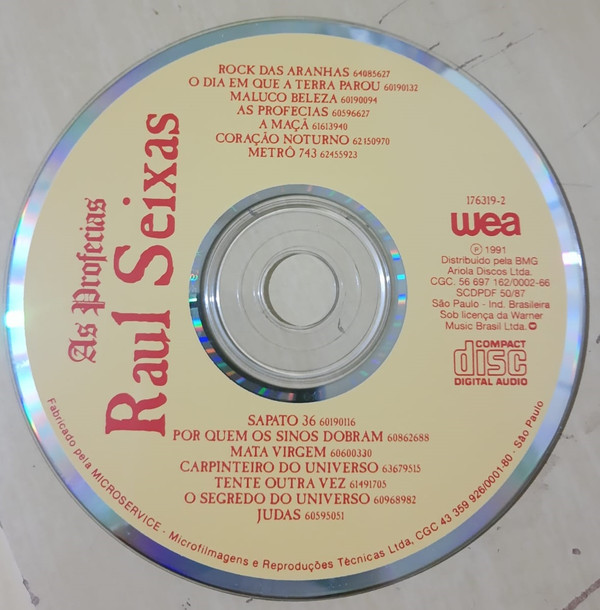 ROCK DAS ARANHAS 64085627
O DIA EM QUE A TERRA PAROU 60190132
MALUCO BELEZA 60190094
AS PROFECIAS 60596627
A MAÇÃ 61613940
CORAÇÃO NOTURNO 62150970
METRÔ 743 62455923
As Profecias
Raul Seixas
176319-2
wea
℗ 1991
Distribuido pela BMG
Ariola Discos Ltda.
CGC. 56 697 162/0002-66
SCDPDF 50/87
São Paulo - Ind. Brasileira
Sob licença da Warner
Music Brasil Ltda.
COMPACT
disc
DIGITAL AUDIO
SAPATO 36 60190116
POR QUEM OS SINOS DOBRAM 60862688
MATA VIRGEM 60600330
CARPINTEIRO DO UNIVERSO 63679515
TENTE OUTRA VEZ 61491705
O SEGREDO DO UNIVERSO 60968982
JUDAS 60595051
Fabricado pela MICROSERVICE - Microfilmagens e Reproduções Técnicas Ltda, CGC 43 359 926/0001-80 - São Paulo